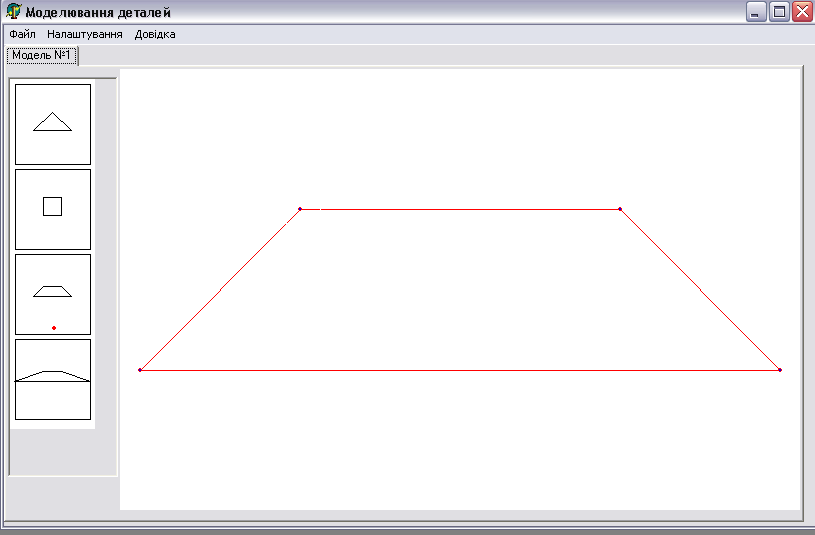 Моделювання деталей
Файл Налаштування Довідка
Модель №1